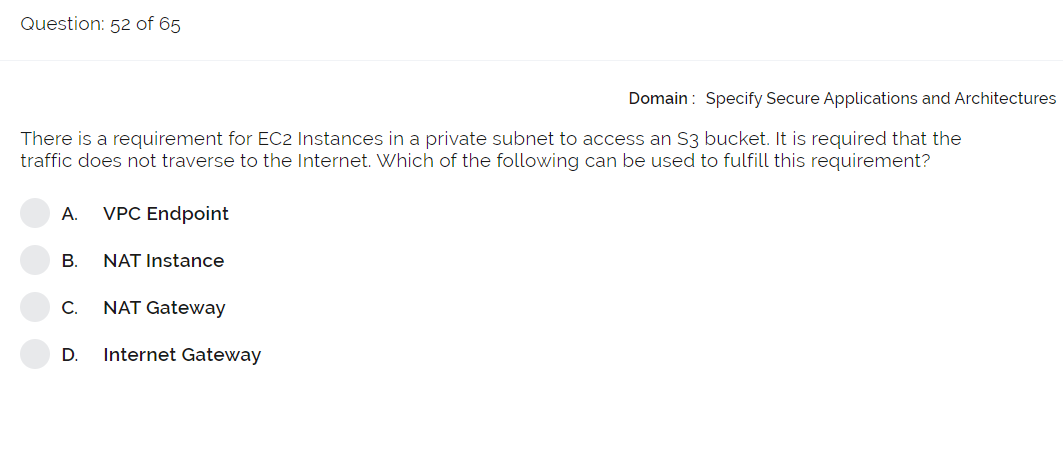 Question: 52 of 65
Domain : Specify Secure Applications and Architectures
There is a requirement for EC2 Instances in a private subnet to access an S3 bucket. It is required that the
traffic does not traverse to the Internet. Which of the following can be used to fulfill this requirement?
A. VPC Endpoint
B. NAT Instance
C. NAT Gateway
D. Internet Gateway